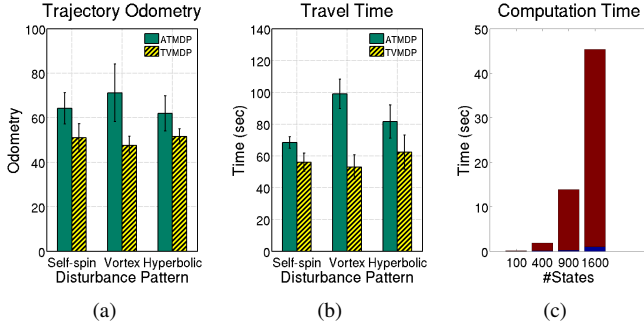 Trajectory Odometry
ATMDP
TVMDP
100
80
60
40
20
0
Odometry
Self-spin Vortex Hyperbolic
Disturbance Pattern
(a)
Travel Time
ATMDP
TVMDP
140
120
100
80
60
40
20
0
Time (sec)
Self-spin Vortex Hyperbolic
Disturbance Pattern
(b)
Computation Time
50
40
30
20
10
0
Time (sec)
100 400 900 1600
#States
(c)